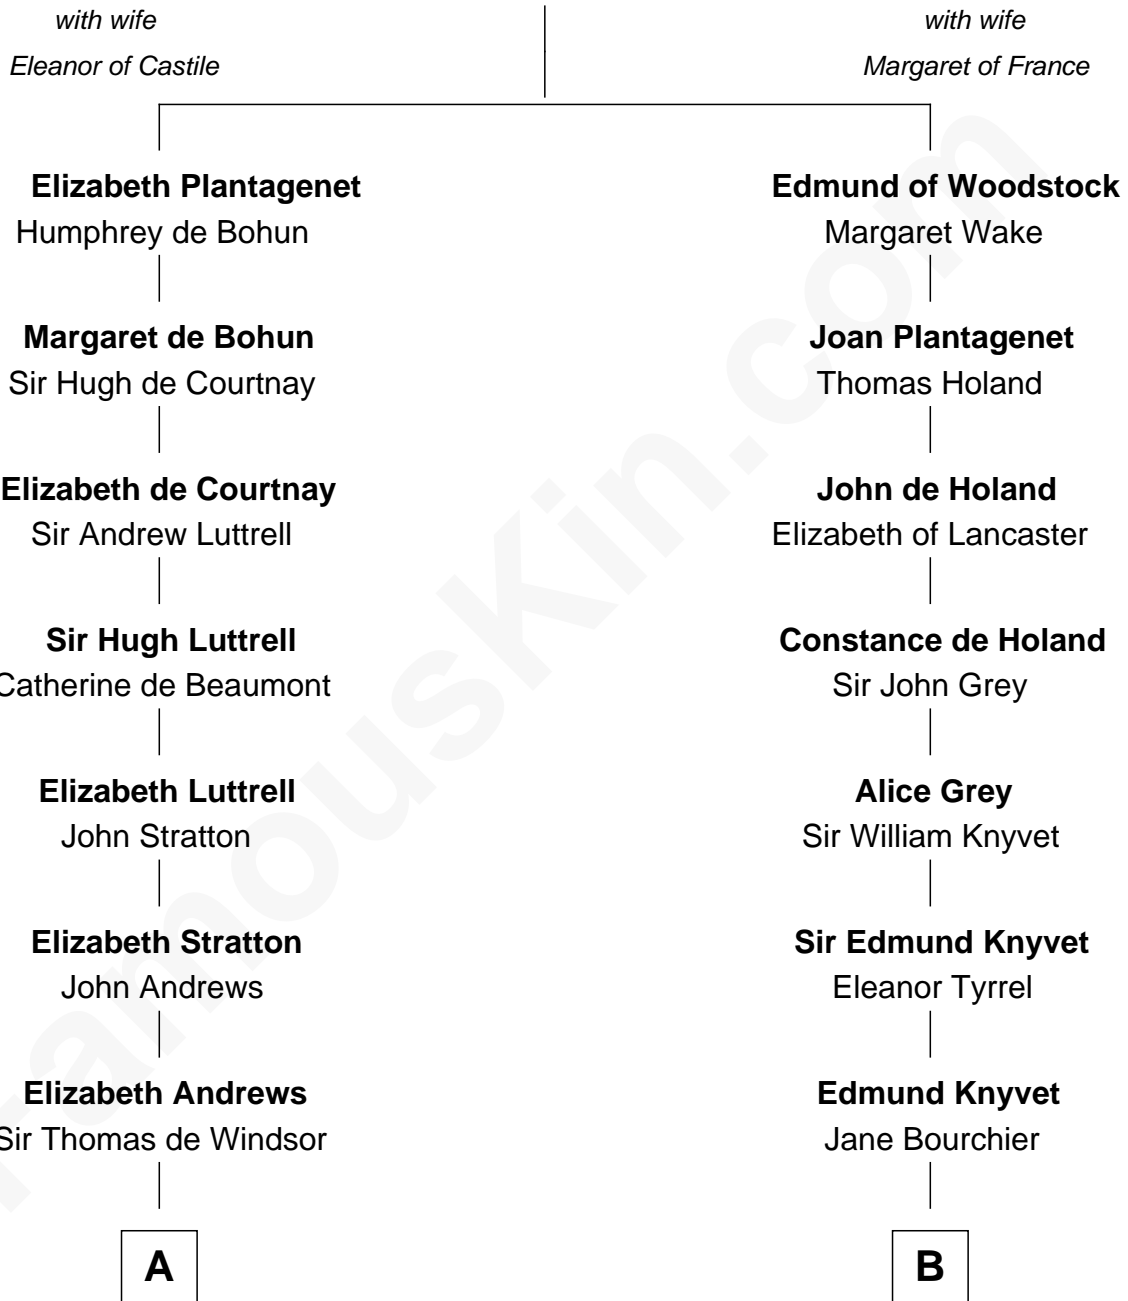 with wife
Eleanor of Castile
with wife
Margaret of France
Elizabeth Plantagenet
Humphrey de Bohun
Edmund of Woodstock
Margaret Wake
Margaret de Bohun
Sir Hugh de Courtnay
Joan Plantagenet
Thomas Holand
Elizabeth de Courtnay
Sir Andrew Luttrell
John de Holand
Elizabeth of Lancaster
Sir Hugh Luttrell
Catherine de Beaumont
Constance de Holand
Sir John Grey
Elizabeth Luttrell
John Stratton
Alice Grey
Sir William Knyvet
Elizabeth Stratton
John Andrews
Sir Edmund Knyvet
Eleanor Tyrrel
Elizabeth Andrews
Sir Thomas de Windsor
Edmund Knyvet
Jane Bourchier
A
B
FamousKin.com